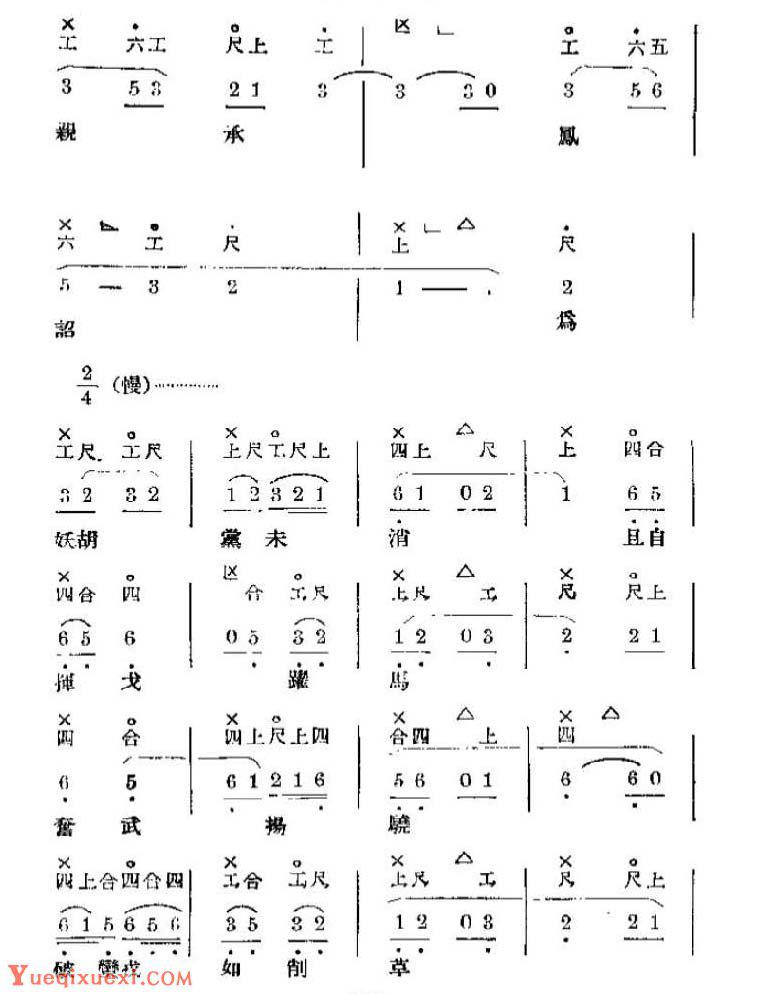 工 六工 尺上 工 工 六五
3 5 3 2 1 3 3 3 0 3 5 6
親 承 鳳
六 工 尺 上 尺
5 — 3 2 1 — . 2
詔 爲
2/4 (慢)
工尺 工尺 上尺工尺上 四上 尺 上 四合
3 2 3 2 1 2 3 2 1 6 1 0 2 1 6 5
妖胡 黨 未 消 且自
四合四 合 工尺 上尺 工 尺 尺上
6 5 6 0 5 3 2 1 2 0 3 2 2 1
揮 戈 躍 馬
四 合 四上尺上四 合四 上 四
6 5 6 1 2 1 6 5 6 0 1 6 6 0
奮 武 揚 驍
四上合四合四 工合 工尺 上尺 工 尺 尺上
6 1 5 6 5 6 3 5 3 2 1 2 0 3 2 2 1
破 蠻戎 如 削 草
Yueqixuexi.com